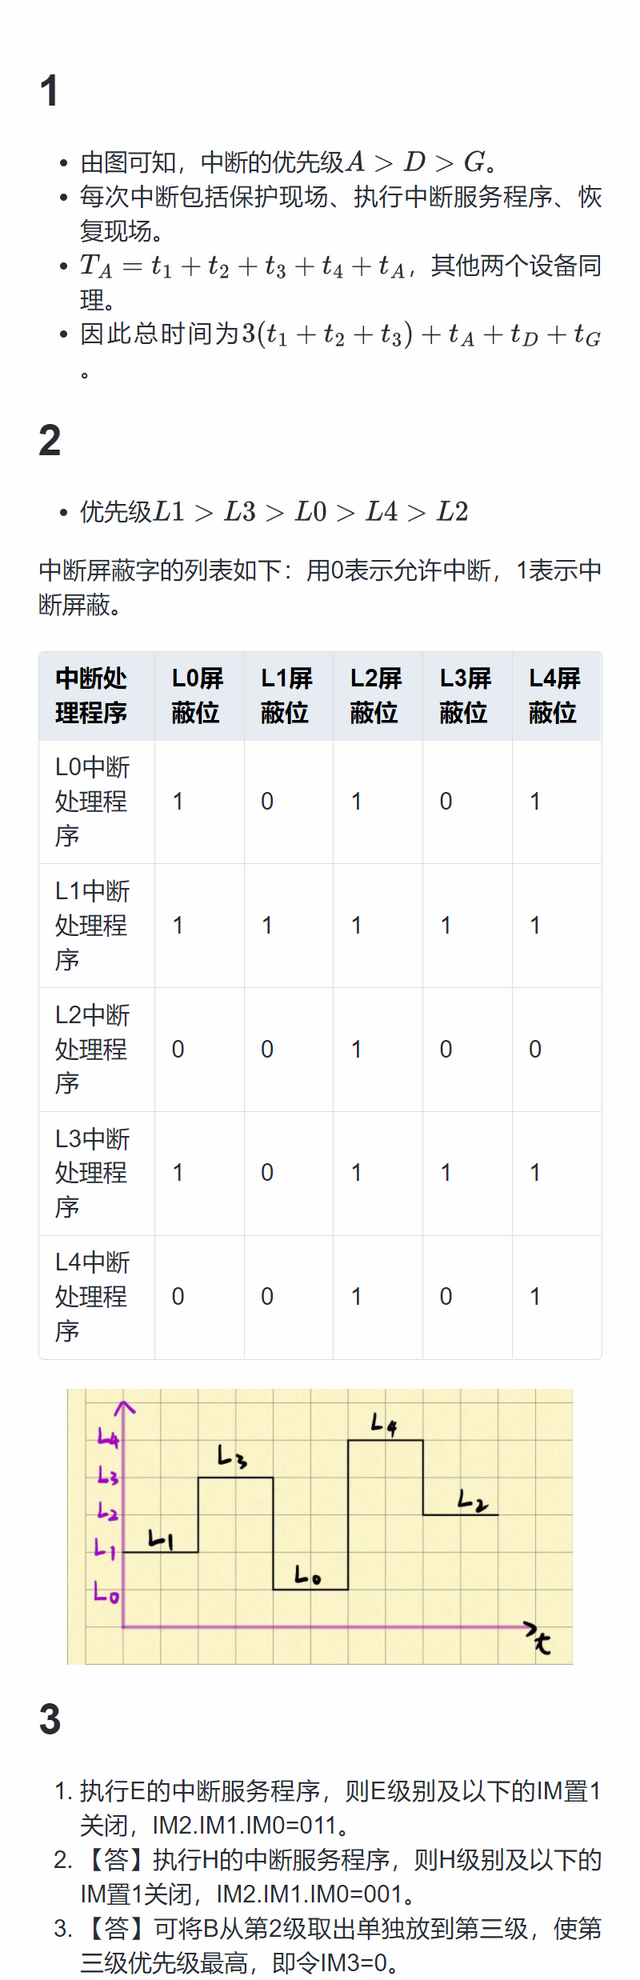 1
• 由图可知，中断的优先级A > D > G。
• 每次中断包括保护现场、执行中断服务程序、恢
复现场。
• T_A = t_1 + t_2 + t_3 + t_4 + t_A，其他两个设备同
理。
• 因此总时间为3(t_1 + t_2 + t_3) + t_A + t_D + t_G
。
2
• 优先级L1 > L3 > L0 > L4 > L2
中断屏蔽字的列表如下：用0表示允许中断，1表示中
断屏蔽。
中断处理程序 L0屏蔽位 L1屏蔽位 L2屏蔽位 L3屏蔽位 L4屏蔽位
L0中断处理程序 1 0 1 0 1
L1中断处理程序 1 1 1 1 1
L2中断处理程序 0 0 1 0 0
L3中断处理程序 1 0 1 1 1
L4中断处理程序 0 0 1 0 1
L4
L3
L2
L1
L0
L1
L3
L0
L4
L2
t
3
1. 执行E的中断服务程序，则E级别及以下的IM置1
关闭，IM2.IM1.IM0=011。
2. 【答】执行H的中断服务程序，则H级别及以下的
IM置1关闭，IM2.IM1.IM0=001。
3. 【答】可将B从第2级取出单独放到第三级，使第
三级优先级最高，即令IM3=0。